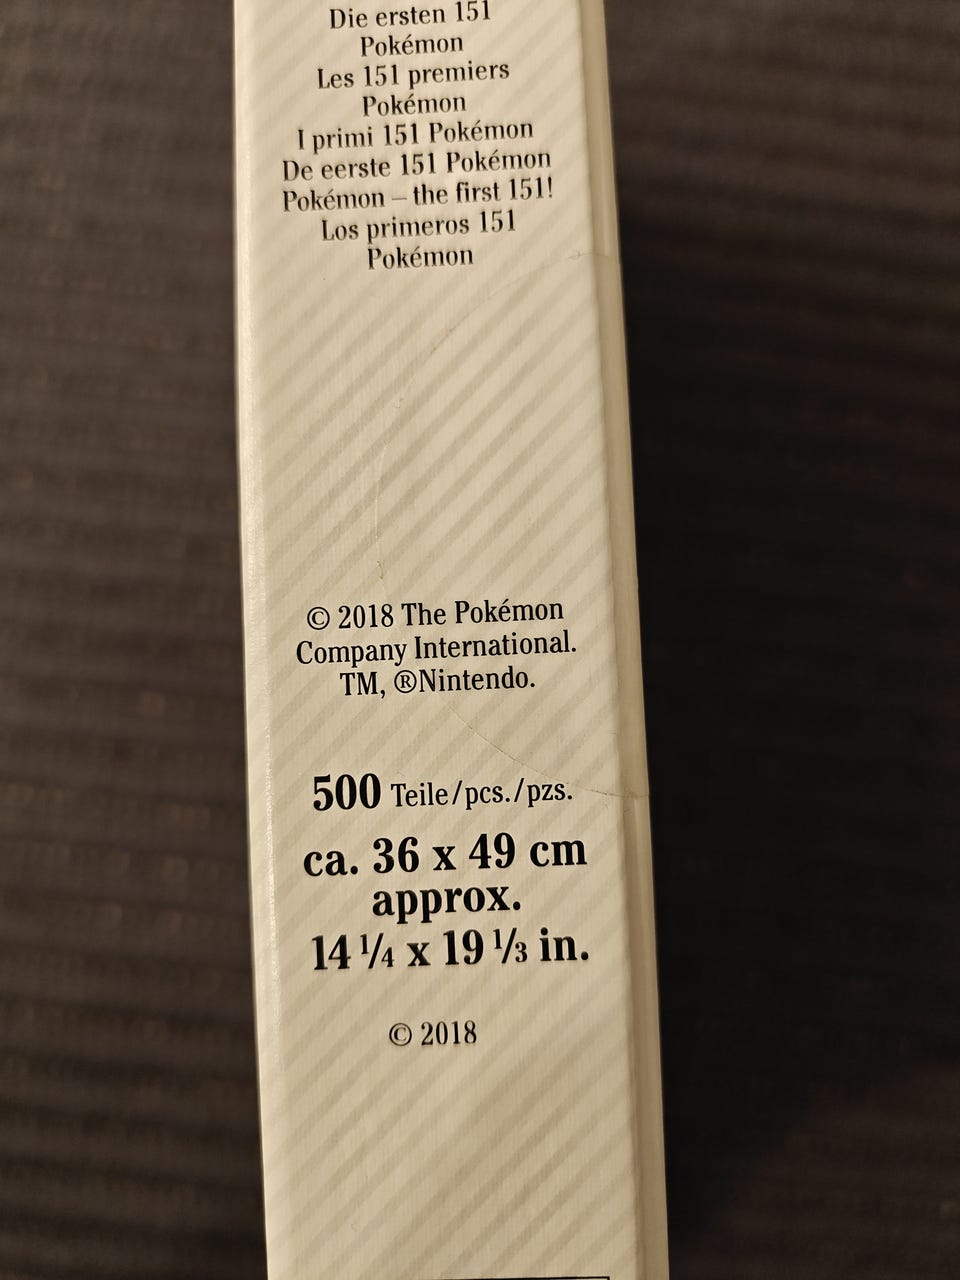 Die ersten 151
Pokémon
Les 151 premiers
Pokémon
I primi 151 Pokémon
De eerste 151 Pokémon
Pokémon – the first 151!
Los primeros 151
Pokémon
© 2018 The Pokémon
Company International.
TM, ®Nintendo.
500 Teile/pcs./pzs.
ca. 36 x 49 cm
approx.
14 1/4 x 19 1/3 in.
© 2018